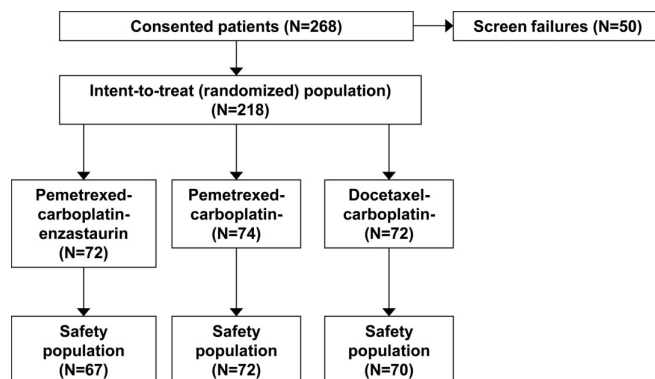 Consented patients (N=268)
Screen failures (N=50)
Intent-to-treat (randomized) population)
(N=218)
Pemetrexed-
carboplatin-
enzastaurin
(N=72)
Pemetrexed-
carboplatin-
(N=74)
Docetaxel-
carboplatin-
(N=72)
Safety
population
(N=67)
Safety
population
(N=72)
Safety
population
(N=70)